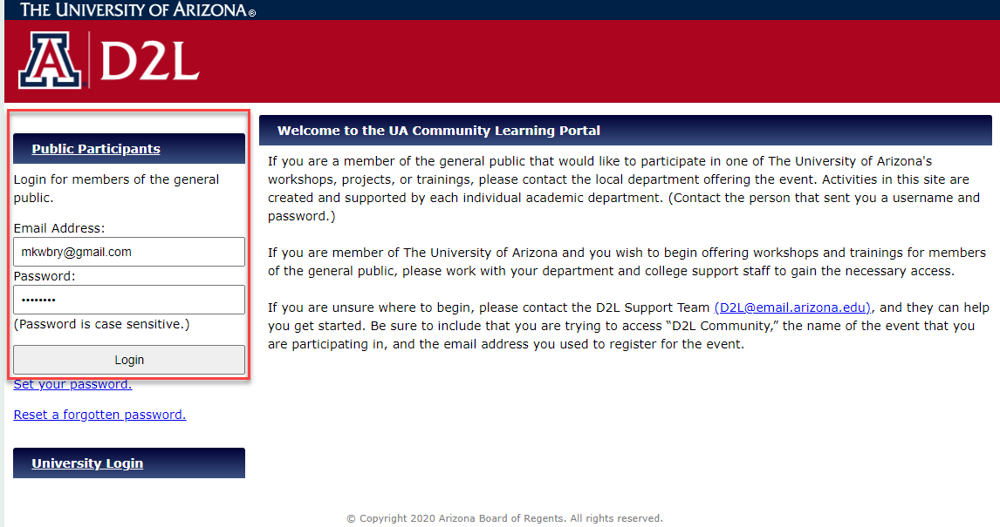 THE UNIVERSITY OF ARIZONA®
A D2L
Public Participants
Login for members of the general
public.
Email Address:
mkwbry@gmail.com
Password:
••••••••
(Password is case sensitive.)
Login
Set your password.
Reset a forgotten password.
University Login
Welcome to the UA Community Learning Portal
If you are a member of the general public that would like to participate in one of The University of Arizona's
workshops, projects, or trainings, please contact the local department offering the event. Activities in this site are
created and supported by each individual academic department. (Contact the person that sent you a username and
password.)
If you are member of The University of Arizona and you wish to begin offering workshops and trainings for members
of the general public, please work with your department and college support staff to gain the necessary access.
If you are unsure where to begin, please contact the D2L Support Team (D2L@email.arizona.edu), and they can help
you get started. Be sure to include that you are trying to access “D2L Community,” the name of the event that you
are participating in, and the email address you used to register for the event.
© Copyright 2020 Arizona Board of Regents. All rights reserved.